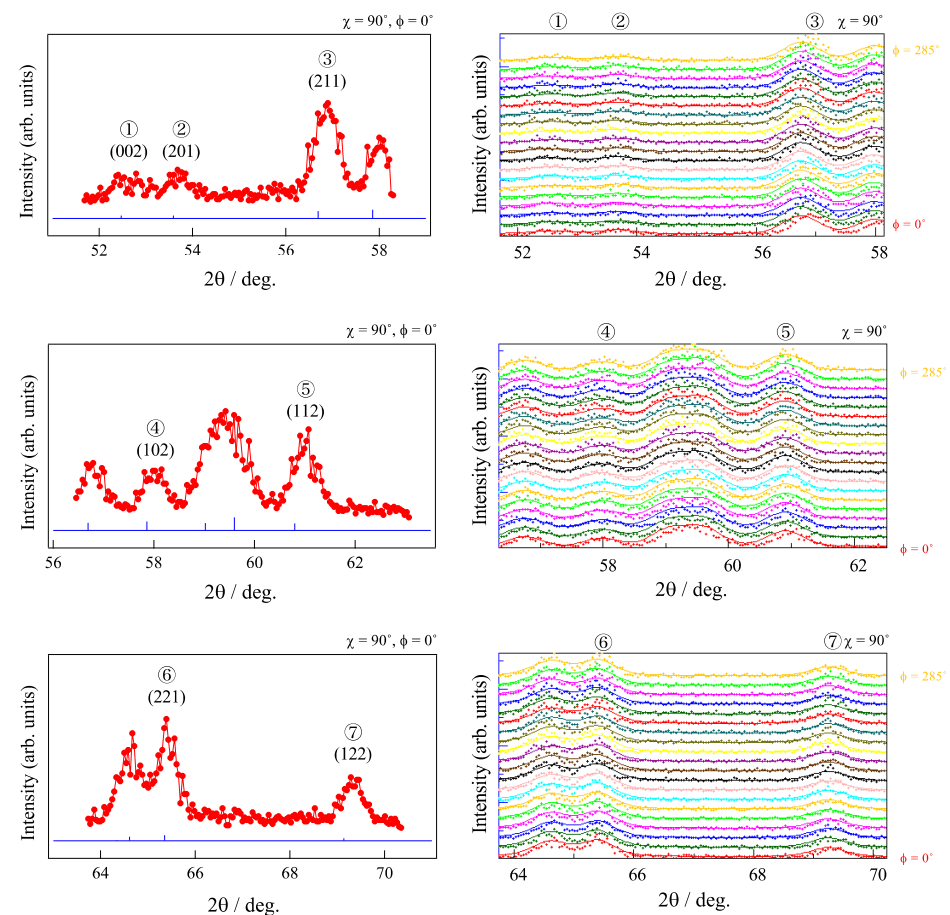 χ = 90°, ϕ = 0°
① ② ③ χ = 90°
Intensity (arb. units)
③
(211)
① ②
(002) (201)
52 54 56 58
2θ / deg.
Intensity (arb. units)
ϕ = 285°
ϕ = 0°
52 54 56 58
2θ / deg.
χ = 90°, ϕ = 0°
④ ⑤ χ = 90°
Intensity (arb. units)
⑤
(112)
④
(102)
56 58 60 62
2θ / deg.
Intensity (arb. units)
ϕ = 285°
ϕ = 0°
58 60 62
2θ / deg.
χ = 90°, ϕ = 0°
⑥ ⑦ χ = 90°
Intensity (arb. units)
⑥
(221)
⑦
(122)
64 66 68 70
2θ / deg.
Intensity (arb. units)
ϕ = 285°
ϕ = 0°
64 66 68 70
2θ / deg.